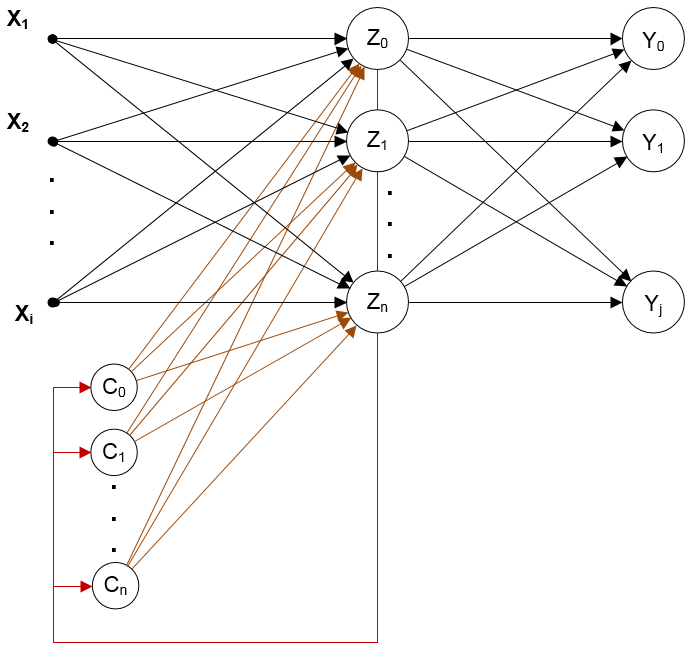 X₁ Z₀ Y₀
X₂ Z₁ Y₁
Xᵢ Zₙ Yⱼ
C₀
C₁
Cₙ